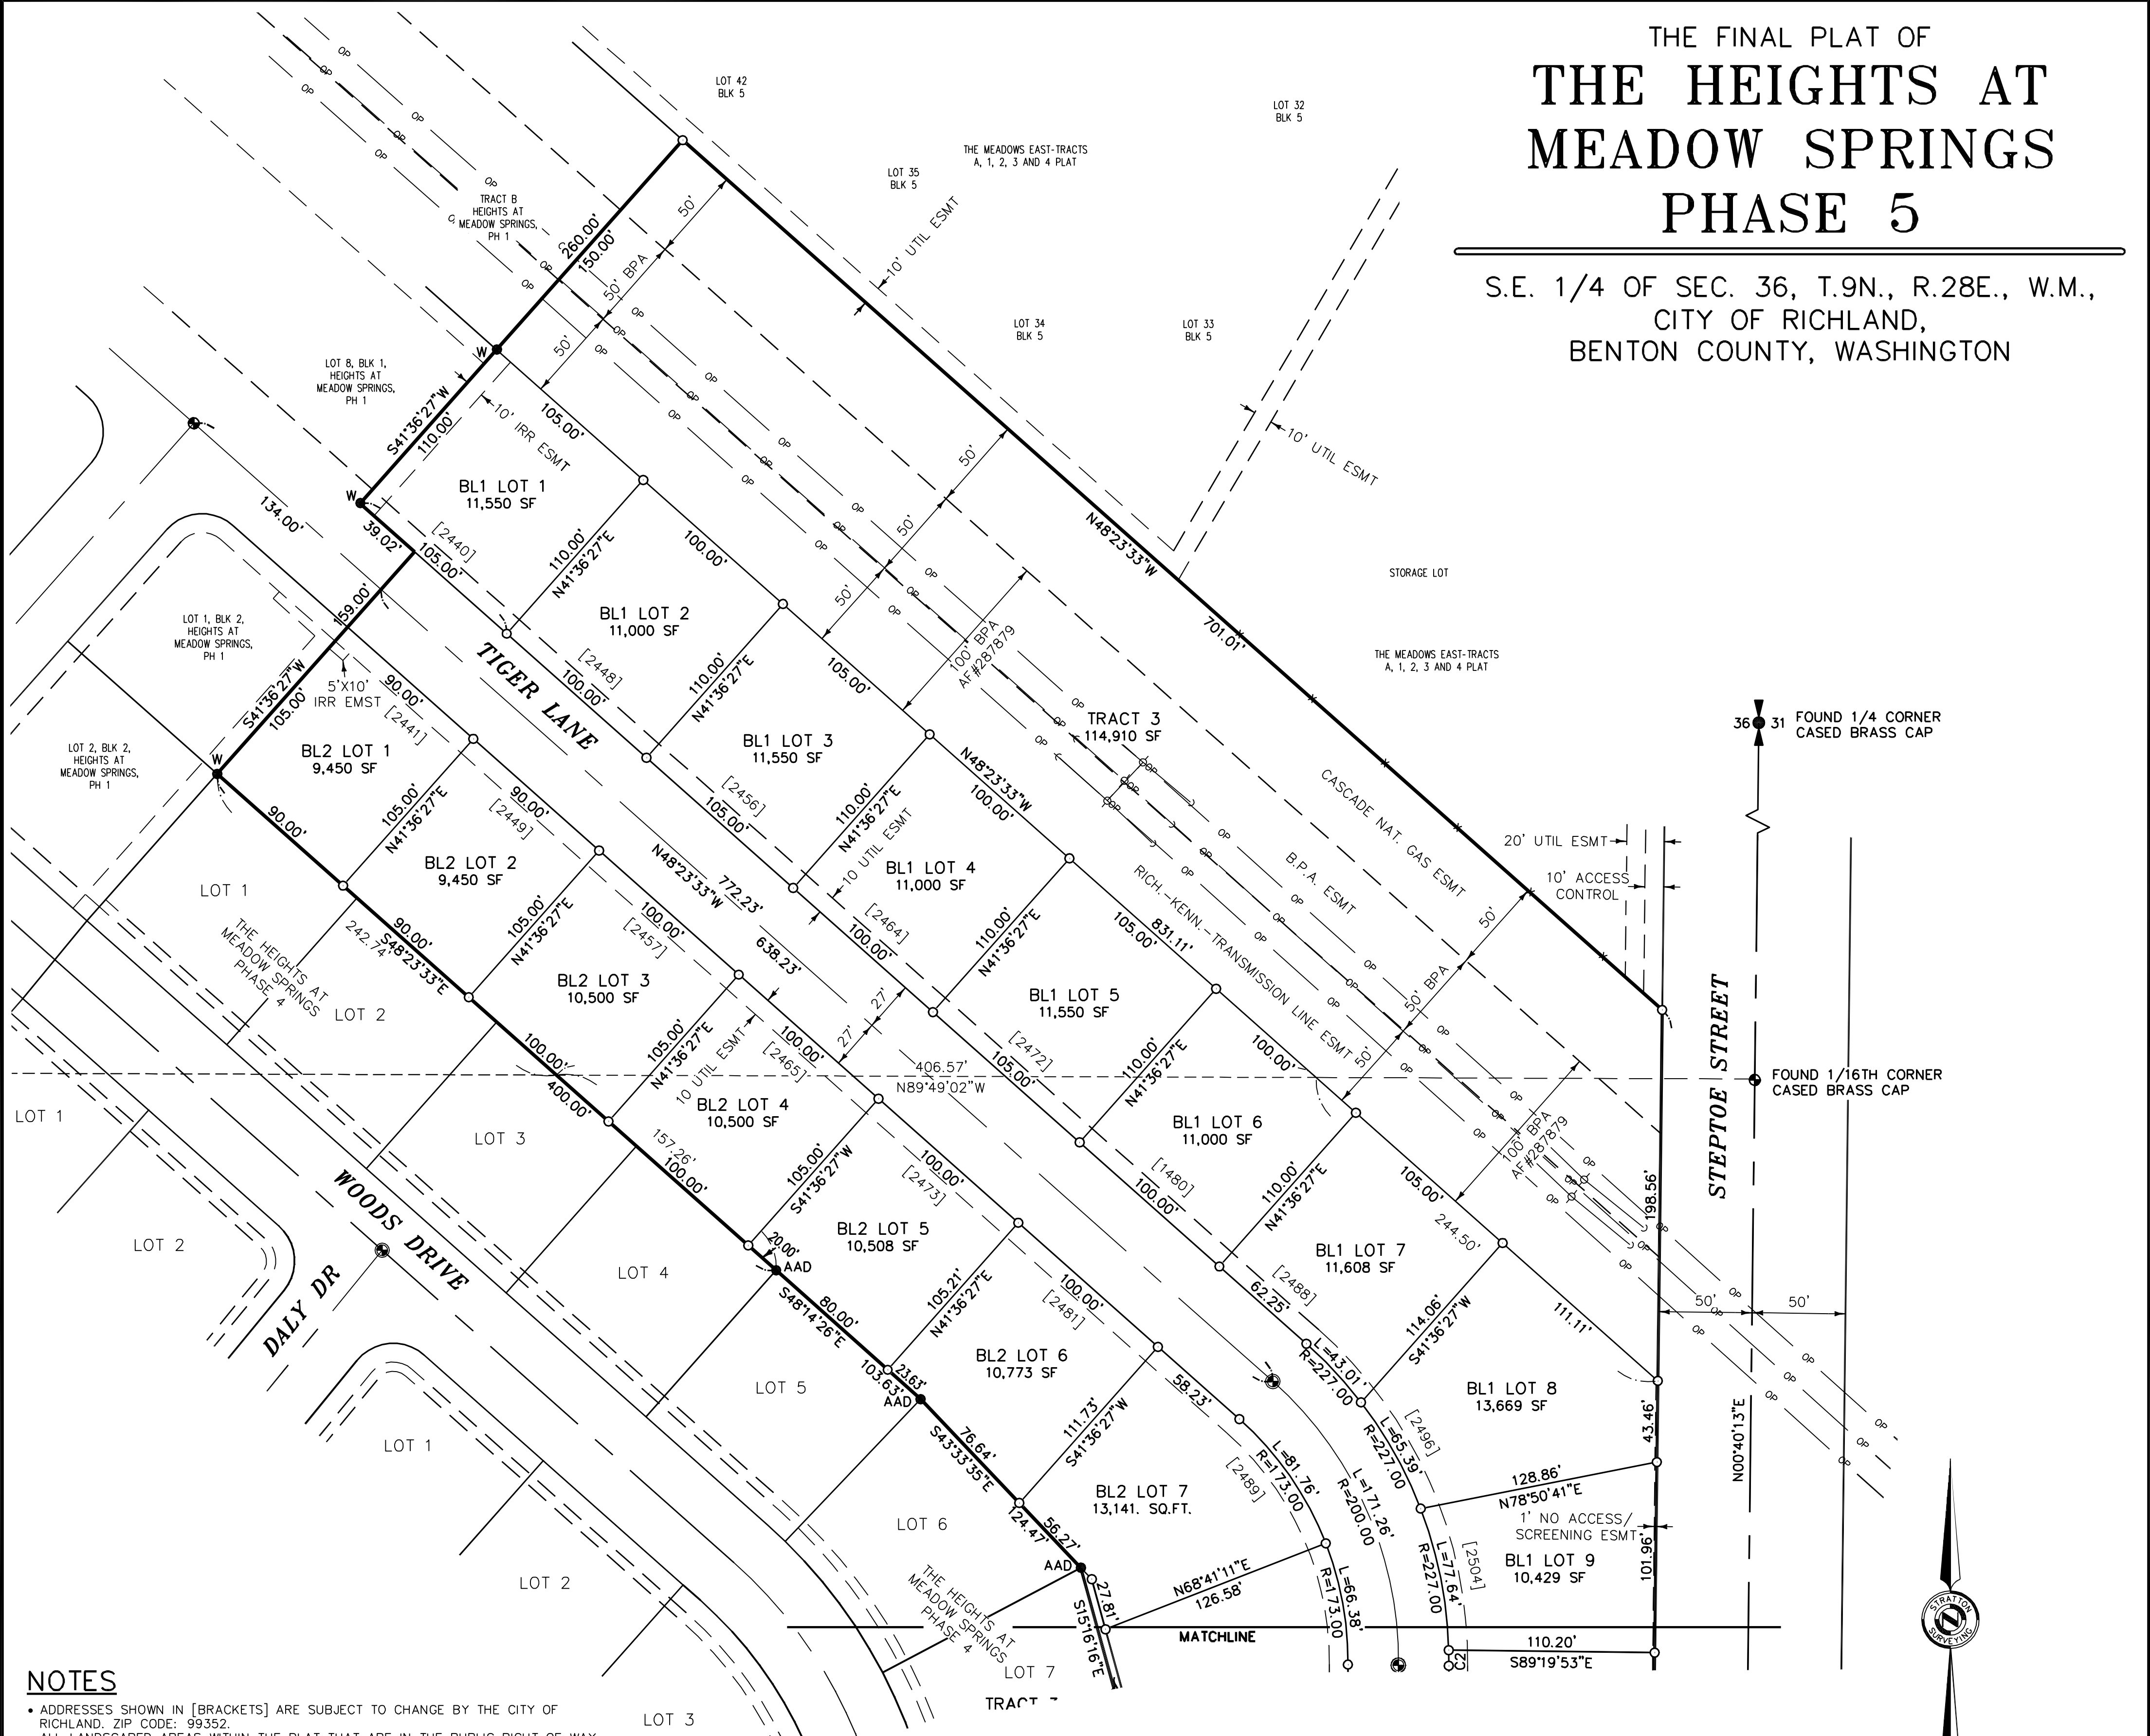 THE FINAL PLAT OF
THE HEIGHTS AT
MEADOW SPRINGS
PHASE 5
S.E. 1/4 OF SEC. 36, T.9N., R.28E., W.M.,
CITY OF RICHLAND,
BENTON COUNTY, WASHINGTON
LOT 42
BLK 5
LOT 32
BLK 5
THE MEADOWS EAST-TRACTS
A, 1, 2, 3 AND 4 PLAT
LOT 35
BLK 5
10' UTIL ESMT
LOT 34
BLK 5
LOT 33
BLK 5
10' UTIL ESMT
TRACT B
HEIGHTS AT
MEADOW SPRINGS,
PH 1
260.00'
150.00'
50'
50' BPA
50'
LOT 8, BLK 1,
HEIGHTS AT
MEADOW SPRINGS,
PH 1
W
S41°36'27"W
110.00'
10' IRR ESMT
105.00'
W
39.02'
134.00'
BL1 LOT 1
11,550 SF
[2440]
105.00'
110.00'
N41°36'27"E
100.00'
BL1 LOT 2
11,000 SF
[2448]
100.00'
110.00'
N41°36'27"E
105.00'
50'
50'
50'
N48°23'33"W
701.01'
STORAGE LOT
THE MEADOWS EAST-TRACTS
A, 1, 2, 3 AND 4 PLAT
100' BPA
AF#287879
LOT 1, BLK 2,
HEIGHTS AT
MEADOW SPRINGS,
PH 1
159.00'
S41°36'27"W
105.00'
5'X10'
IRR EMST
90.00'
[2441]
TIGER LANE
BL1 LOT 3
11,550 SF
[2456]
105.00'
110.00'
N41°36'27"E
10 UTIL ESMT
N48°23'33"W
100.00'
TRACT 3
114,910 SF
36 31
FOUND 1/4 CORNER
CASED BRASS CAP
LOT 2, BLK 2,
HEIGHTS AT
MEADOW SPRINGS,
PH 1
W
BL2 LOT 1
9,450 SF
90.00'
105.00'
N41°36'27"E
90.00'
[2449]
BL2 LOT 2
9,450 SF
N48°23'33"W
772.23'
638.23'
BL1 LOT 4
11,000 SF
[2464]
100.00'
110.00'
N41°36'27"E
105.00'
831.11'
CASCADE NAT. GAS ESMT
B.P.A. ESMT
RICH.-KENN.-TRANSMISSION LINE ESMT
20' UTIL ESMT
10' ACCESS
CONTROL
LOT 1
THE HEIGHTS AT
MEADOW SPRINGS
PHASE 4
242.74'
90.00'
S48°23'33"E
105.00'
N41°36'27"E
100.00'
[2457]
BL2 LOT 3
10,500 SF
BL1 LOT 5
11,550 SF
[2472]
105.00'
110.00'
N41°36'27"E
100.00'
50'
50' BPA
50'
STEPTOE STREET
LOT 2
100.00'
400.00'
105.00'
N41°36'27"E
10 UTIL ESMT
100.00'
[2465]
27'
27'
406.57'
N89°49'02"W
FOUND 1/16TH CORNER
CASED BRASS CAP
LOT 1
LOT 3
157.26'
100.00'
BL2 LOT 4
10,500 SF
105.00'
S41°36'27"W
100.00'
[2473]
BL1 LOT 6
11,000 SF
[1480]
100.00'
110.00'
N41°36'27"E
105.00'
244.50'
100' BPA
AF#287879
198.56'
WOODS DRIVE
DALY DR
LOT 2
LOT 4
20.00'
AAD
BL2 LOT 5
10,508 SF
80.00'
S48°14'26"E
105.21'
N41°36'27"E
100.00'
[2481]
BL1 LOT 7
11,608 SF
[2488]
62.25'
L=43.01'
R=227.00
114.06'
S41°36'27"W
111.11'
50'
50'
LOT 5
103.63'
23.63'
AAD
BL2 LOT 6
10,773 SF
58.23'
111.73'
S41°36'27"W
76.64'
S43°33'35"E
BL1 LOT 8
13,669 SF
[2496]
L=65.39'
R=227.00
43.46'
N00°40'13"E
LOT 1
[2489]
L=81.76'
R=173.00
L=171.26'
R=200.00
128.86'
N78°50'41"E
1' NO ACCESS/
SCREENING ESMT
BL2 LOT 7
13,141. SQ.FT.
LOT 6
56.27'
124.47'
AAD
27.81'
S15°16'16"E
N68°41'11"E
126.58'
L=66.38'
R=173.00
L=77.64'
R=227.00
[2504]
BL1 LOT 9
10,429 SF
101.96'
LOT 2
THE HEIGHTS AT
MEADOW SPRINGS
PHASE 4
MATCHLINE
110.20'
S89°19'53"E
C2
STRATTON
N
SURVEYING
LOT 7
LOT 3
NOTES
• ADDRESSES SHOWN IN [BRACKETS] ARE SUBJECT TO CHANGE BY THE CITY OF
RICHLAND. ZIP CODE: 99352.